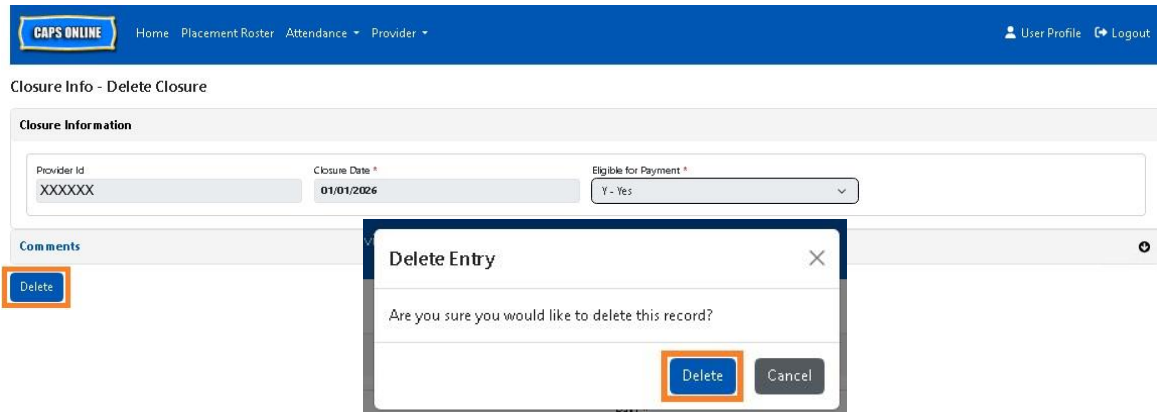 CAPS ONLINE Home Placement Roster Attendance Provider User Profile Logout
Closure Info - Delete Closure
Closure Information
Provider Id Closure Date * Eligible for Payment *
XXXXXX 01/01/2026 Y - Yes
Comments
Delete
Delete Entry
Are you sure you would like to delete this record?
Delete Cancel